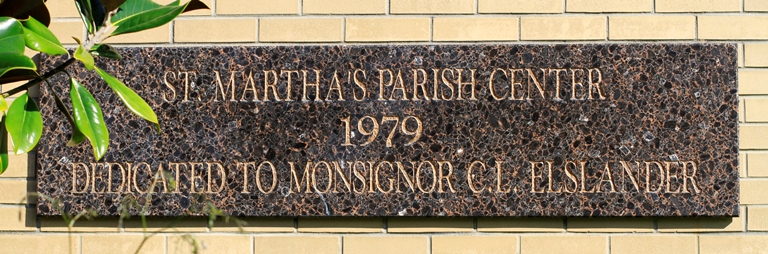 ST. MARTHA'S PARISH CENTER
1979
DEDICATED TO MONSIGNOR C.L. ELSLANDER